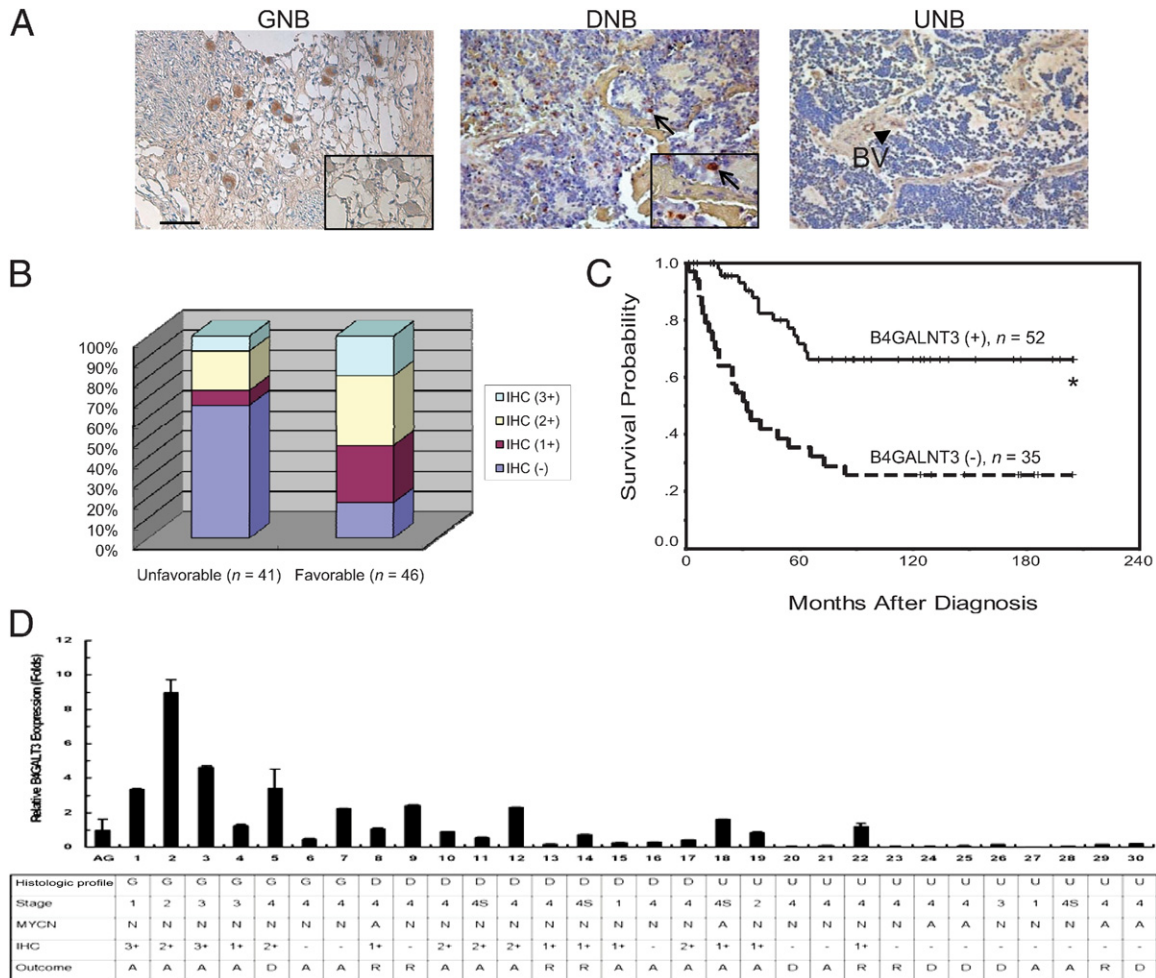 A
GNB
DNB
UNB
BV
B
100%
90%
80%
70%
60%
50%
40%
30%
20%
10%
0%
Unfavorable (n = 41) Favorable (n = 46)
IHC (3+)
IHC (2+)
IHC (1+)
IHC (-)
C
Survival Probability
1.0
.8
.6
.4
.2
0.0
B4GALNT3 (+), n = 52
*
B4GALNT3 (-), n = 35
0 60 120 180 240
Months After Diagnosis
D
Relative B4GALT3 Expression (Folds)
12
10
8
6
4
2
0
AG 1 2 3 4 5 6 7 8 9 10 11 12 13 14 15 16 17 18 19 20 21 22 23 24 25 26 27 28 29 30
Histologic profile G G G G G G G D D D D D D D D D D U U U U U U U U U U U U U
Stage 1 2 3 3 4 4 4 4 4 4 4S 4 4 4S 1 4 4 4S 2 4 4 4 4 4 4 3 1 4S 4 4
MYCN N N N N N N N A N N N N N N N N N A N N N N N A A N N N A A
IHC 3+ 2+ 3+ 1+ 2+ - - 1+ - 2+ 2+ 2+ 1+ 1+ 1+ - 2+ 1+ 1+ - - 1+ - - - - - - - -
Outcome A A A A D A A R R A A A R R A A A A A D A R R D D D A A R D